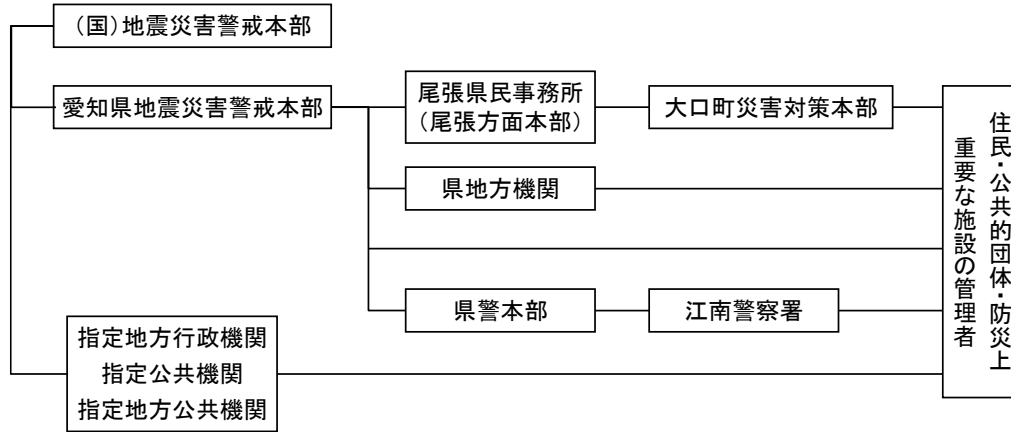 (国)地震災害警戒本部
愛知県地震災害警戒本部
尾張県民事務所
(尾張方面本部)
大口町災害対策本部
県地方機関
県警本部
江南警察署
指定地方行政機関
指定公共機関
指定地方公共機関
住民・公共的団体・防災上
重要な施設の管理者